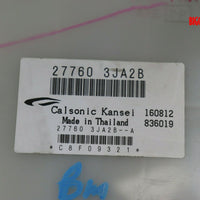 27760 3JA2B
Calsonic Kansei 160812
Made in Thailand 836019
27760 3JA2B--A
*C8F09321*